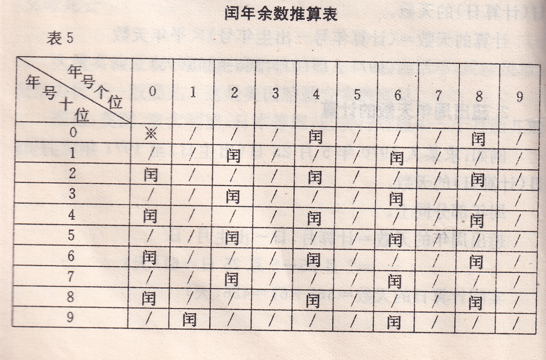 闰年余数推算表
表5
年号个位
年号十位
0 1 2 3 4 5 6 7 8 9
0 ※ / / / 闰 / / / 闰 /
1 / / 闰 / / / 闰 / / /
2 闰 / / / 闰 / / / 闰 /
3 / / 闰 / / / 闰 / / /
4 闰 / / / 闰 / / / 闰 /
5 / / 闰 / / / 闰 / / /
6 闰 / / / 闰 / / / 闰 /
7 / / 闰 / / / 闰 / / /
8 闰 / / / 闰 / / / 闰 /
9 / 闰 / / / / 闰 / / /